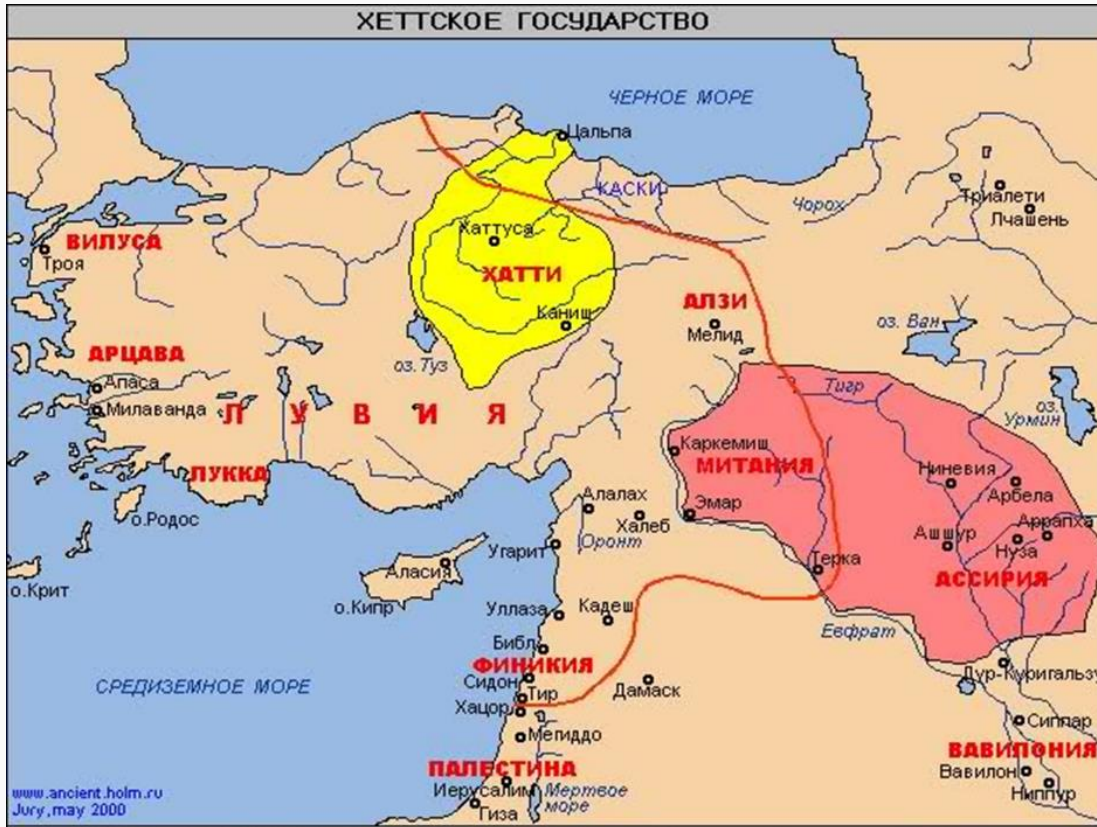 ХЕТТСКОЕ ГОСУДАРСТВО
ЧЕРНОЕ МОРЕ
Цальпа
КАСКИ
Чорох
Триалети
Лчашень
ВИЛУСА
Троя
Хаттуса
ХАТТИ
Каниш
АЛЗИ
Мелид
оз. Ван
оз. Туз
АРЦАВА
Апаса
Милаванда
ЛУВИЯ
ЛУККА
Тигр
оз.
Урмия
Каркемиш
МИТАНИЯ
Ниневия
Арбела
Эмар
Алалах
Халеб
Оронт
Угарит
о.Родос
о.Крит
Аласия
о.Кипр
Аррапха
Ашшур
Нуза
АССИРИЯ
Терка
Уллаза
Кадеш
Евфрат
Библ
ФИНИКИЯ
Сидон
Тир
Хацор
Дамаск
Дур-Куригальзу
СРЕДИЗЕМНОЕ МОРЕ
Мегиддо
Сиппар
ПАЛЕСТИНА
ВАВИЛОНИЯ
Вавилон
Ниппур
Иерусалим
Мертвое
море
Гиза
www.ancient.holm.ru
Jury, may 2000